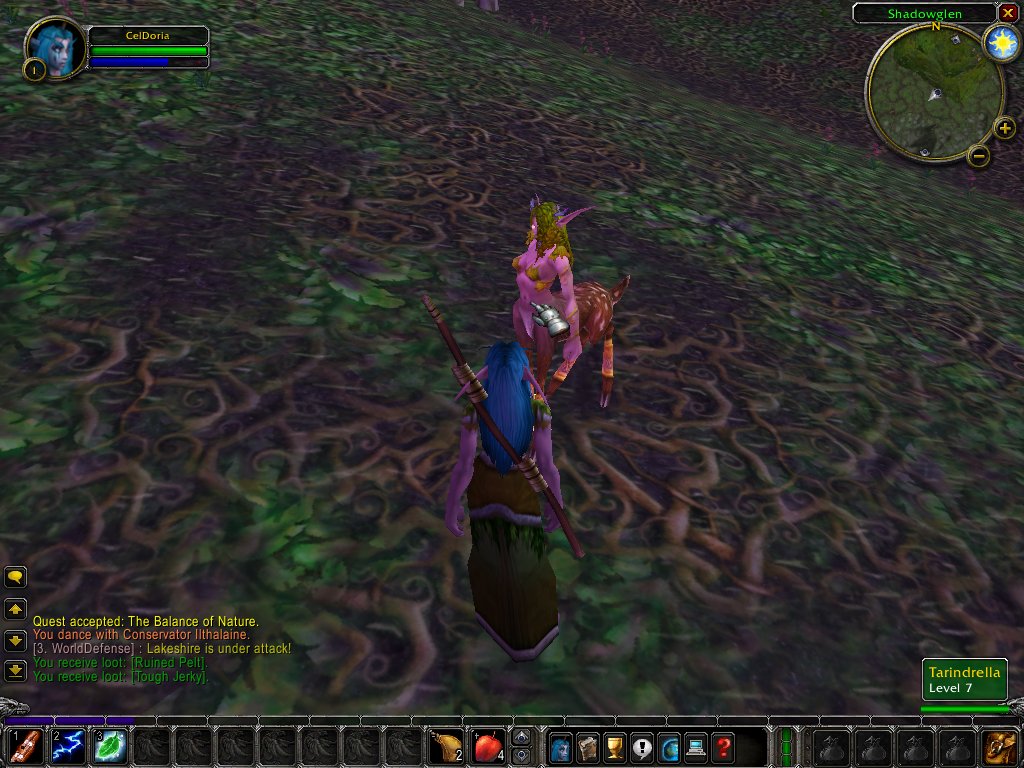 CelDoria
1
Shadowglen
N
Quest accepted: The Balance of Nature.
You dance with Conservator Ilthalaine.
[3. WorldDefense] : Lakeshire is under attack!
You receive loot: [Ruined Pelt].
You receive loot: [Tough Jerky].
Tarindrella
Level 7
1 2 3 2 4